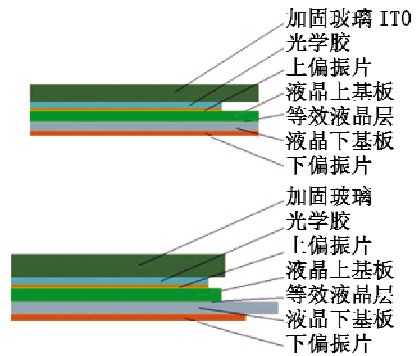 加固玻璃 ITO
光学胶
上偏振片
液晶上基板
等效液晶层
液晶下基板
下偏振片
加固玻璃
光学胶
上偏振片
液晶上基板
等效液晶层
液晶下基板
下偏振片